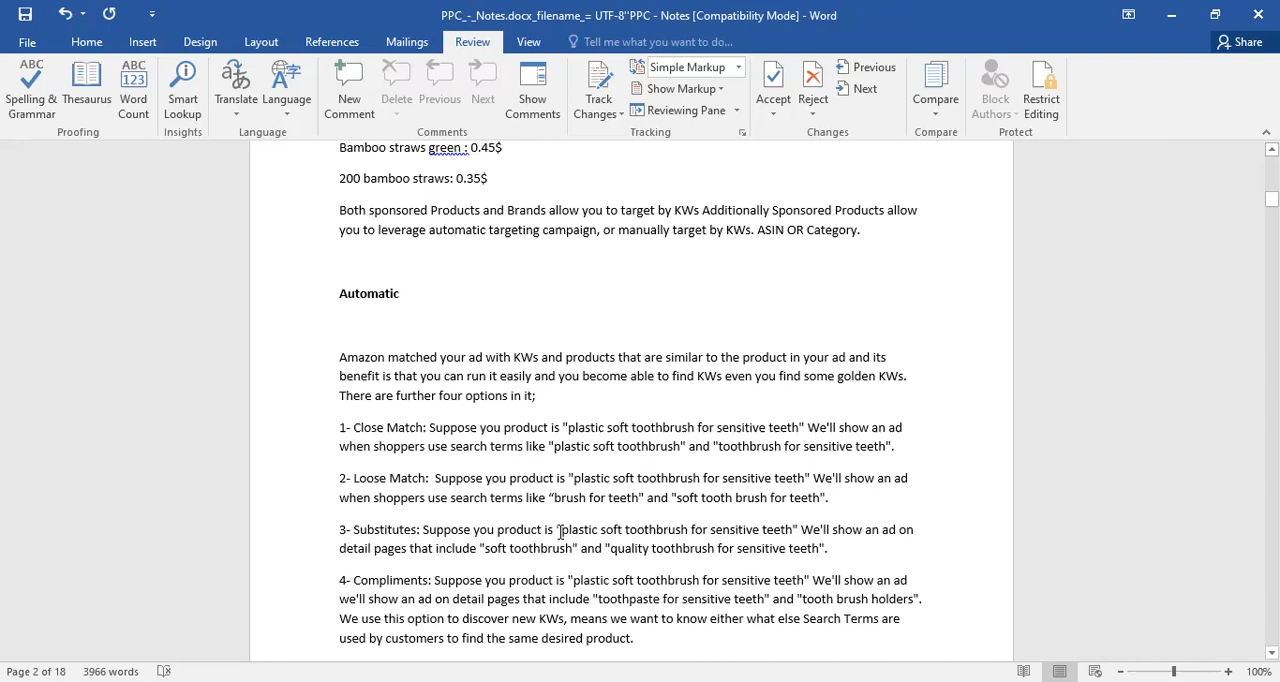 PPC_-_Notes.docx_filename_= UTF-8''PPC - Notes [Compatibility Mode] - Word
File Home Insert Design Layout References Mailings Review View Tell me what you want to do... Share
Spelling & Grammar Thesaurus Word Count Smart Lookup Translate Language New Comment Delete Previous Next Show Comments Track Changes Simple Markup Show Markup Reviewing Pane Accept Reject Previous Next Compare Block Authors Restrict Editing
Proofing Insights Language Comments Tracking Changes Compare Protect
Bamboo straws green : 0.45$
200 bamboo straws: 0.35$
Both sponsored Products and Brands allow you to target by KWs Additionally Sponsored Products allow
you to leverage automatic targeting campaign, or manually target by KWs. ASIN OR Category.
Automatic
Amazon matched your ad with KWs and products that are similar to the product in your ad and its
benefit is that you can run it easily and you become able to find KWs even you find some golden KWs.
There are further four options in it;
1- Close Match: Suppose you product is "plastic soft toothbrush for sensitive teeth" We'll show an ad
when shoppers use search terms like "plastic soft toothbrush" and "toothbrush for sensitive teeth".
2- Loose Match:  Suppose you product is "plastic soft toothbrush for sensitive teeth" We'll show an ad
when shoppers use search terms like “brush for teeth" and "soft tooth brush for teeth".
3- Substitutes: Suppose you product is "plastic soft toothbrush for sensitive teeth" We'll show an ad on
detail pages that include "soft toothbrush" and "quality toothbrush for sensitive teeth".
4- Compliments: Suppose you product is "plastic soft toothbrush for sensitive teeth" We'll show an ad
we'll show an ad on detail pages that include "toothpaste for sensitive teeth" and "tooth brush holders".
We use this option to discover new KWs, means we want to know either what else Search Terms are
used by customers to find the same desired product.
Page 2 of 18 3966 words 100%